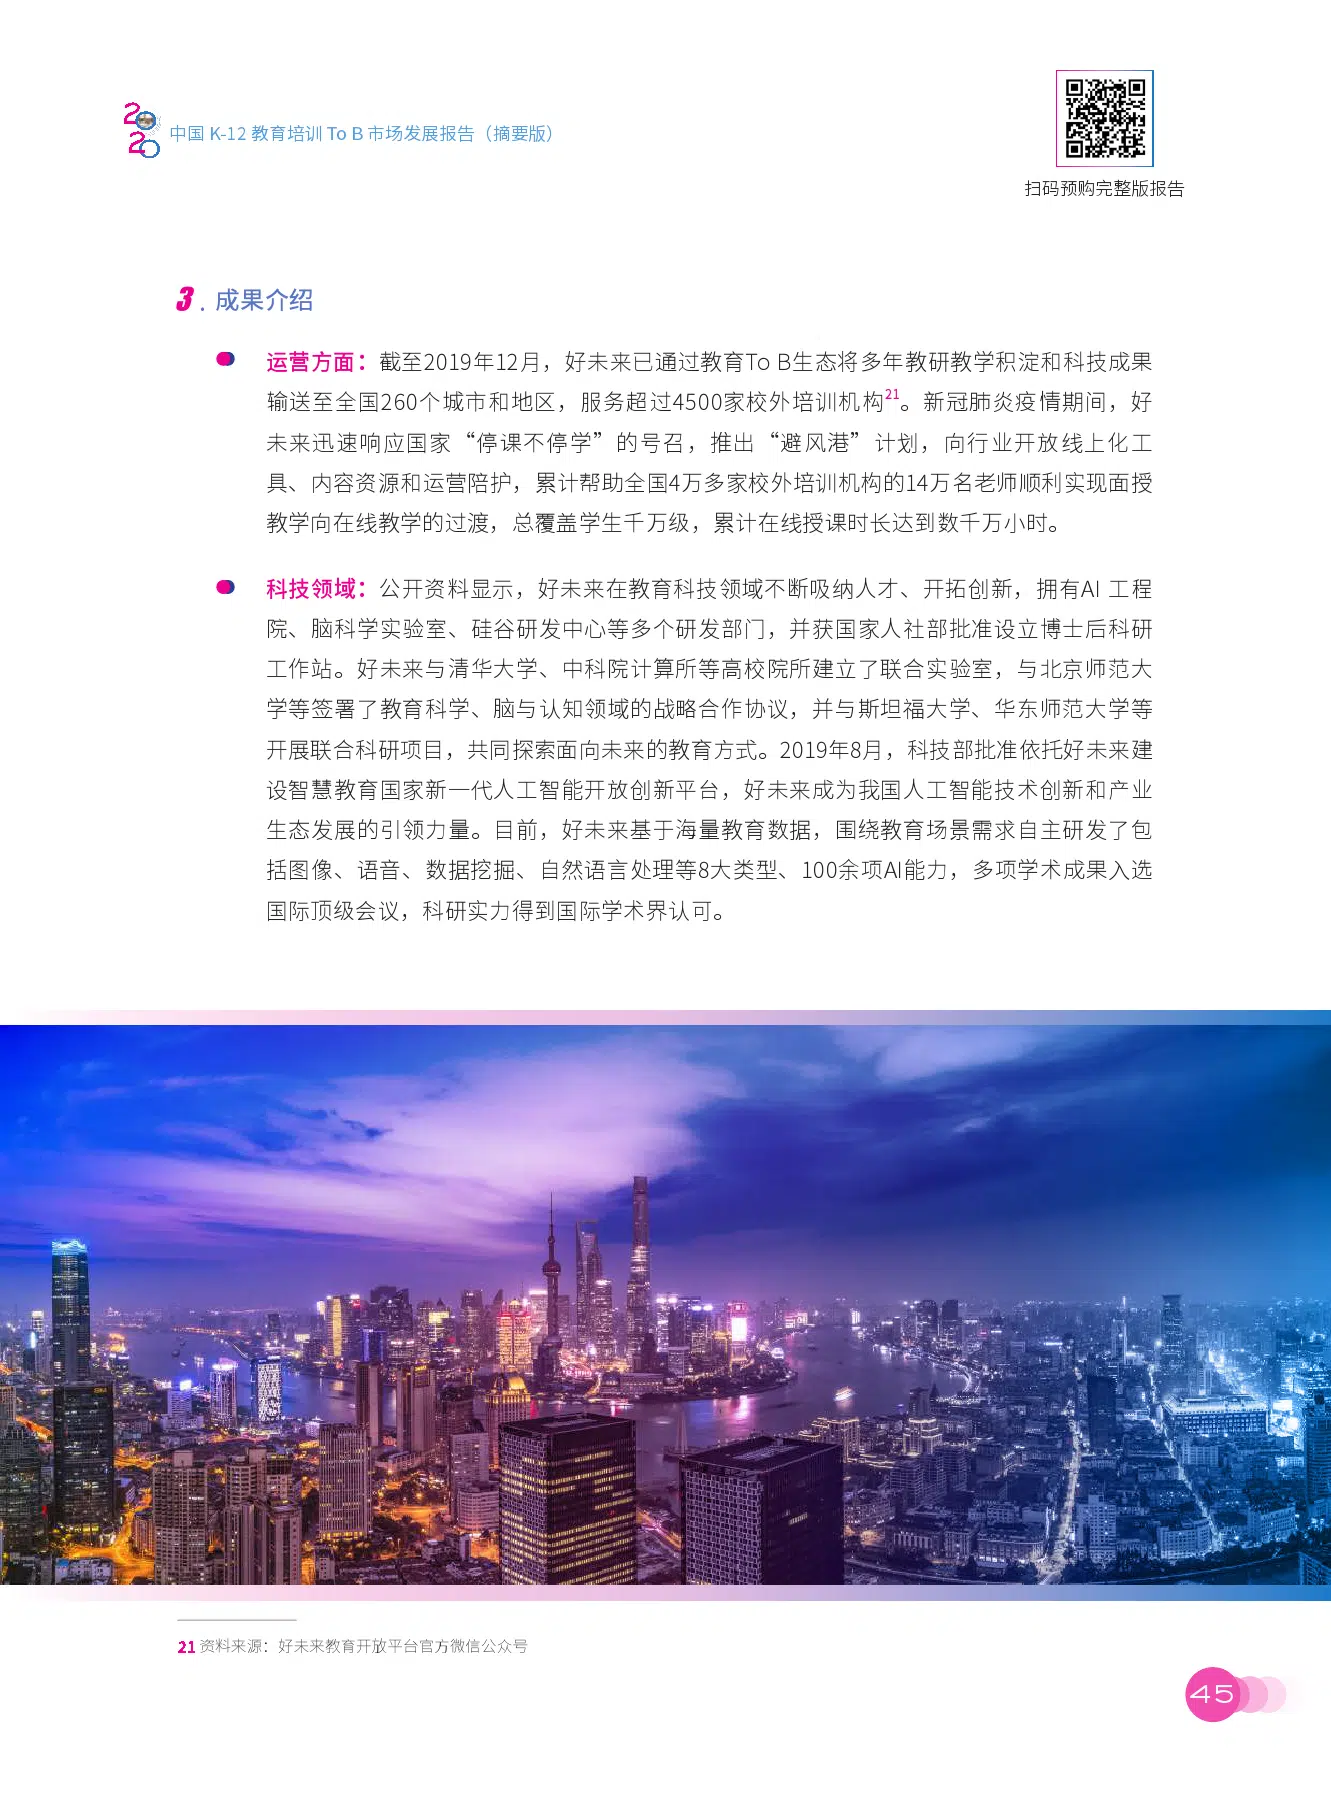 2020
中国 K-12 教育培训 To B 市场发展报告（摘要版）
扫码预购完整版报告
3. 成果介绍
运营方面：截至2019年12月，好未来已通过教育To B生态将多年教研教学积淀和科技成果
输送至全国260个城市和地区，服务超过4500家校外培训机构21。新冠肺炎疫情期间，好
未来迅速响应国家“停课不停学”的号召，推出“避风港”计划，向行业开放线上化工
具、内容资源和运营陪护，累计帮助全国4万多家校外培训机构的14万名老师顺利实现面授
教学向在线教学的过渡，总覆盖学生千万级，累计在线授课时长达到数千万小时。
科技领域：公开资料显示，好未来在教育科技领域不断吸纳人才、开拓创新，拥有AI 工程
院、脑科学实验室、硅谷研发中心等多个研发部门，并获国家人社部批准设立博士后科研
工作站。好未来与清华大学、中科院计算所等高校院所建立了联合实验室，与北京师范大
学等签署了教育科学、脑与认知领域的战略合作协议，并与斯坦福大学、华东师范大学等
开展联合科研项目，共同探索面向未来的教育方式。2019年8月，科技部批准依托好未来建
设智慧教育国家新一代人工智能开放创新平台，好未来成为我国人工智能技术创新和产业
生态发展的引领力量。目前，好未来基于海量教育数据，围绕教育场景需求自主研发了包
括图像、语音、数据挖掘、自然语言处理等8大类型、100余项AI能力，多项学术成果入选
国际顶级会议，科研实力得到国际学术界认可。
21 资料来源：好未来教育开放平台官方微信公众号
45